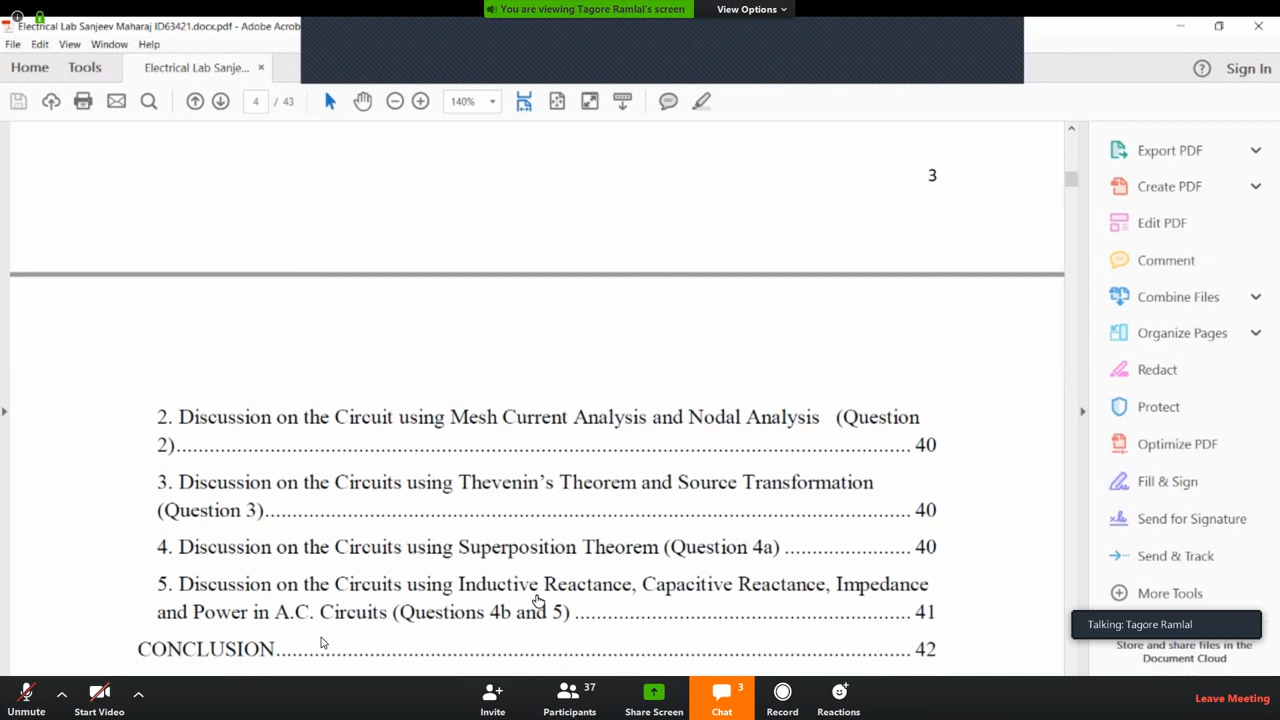 You are viewing Tagore Ramlal's screen
View Options
Electrical Lab Sanjeev Maharaj ID63421.docx.pdf - Adobe Acrob
File Edit View Window Help
Home Tools Electrical Lab Sanje... × Sign In
4 / 43 140%
3
2. Discussion on the Circuit using Mesh Current Analysis and Nodal Analysis (Question
2)............................................................................................................ 40
3. Discussion on the Circuits using Thevenin's Theorem and Source Transformation
(Question 3)............................................................................................................ 40
4. Discussion on the Circuits using Superposition Theorem (Question 4a) ..................... 40
5. Discussion on the Circuits using Inductive Reactance, Capacitive Reactance, Impedance
and Power in A.C. Circuits (Questions 4b and 5) ......................................................... 41
CONCLUSION............................................................................................................ 42
Export PDF
Create PDF
Edit PDF
Comment
Combine Files
Organize Pages
Redact
Protect
Optimize PDF
Fill & Sign
Send for Signature
Send & Track
More Tools
Talking: Tagore Ramlal
Store and share files in the
Document Cloud
Unmute
Start Video
Invite
Participants 37
Share Screen
Chat 3
Record
Reactions
Leave Meeting